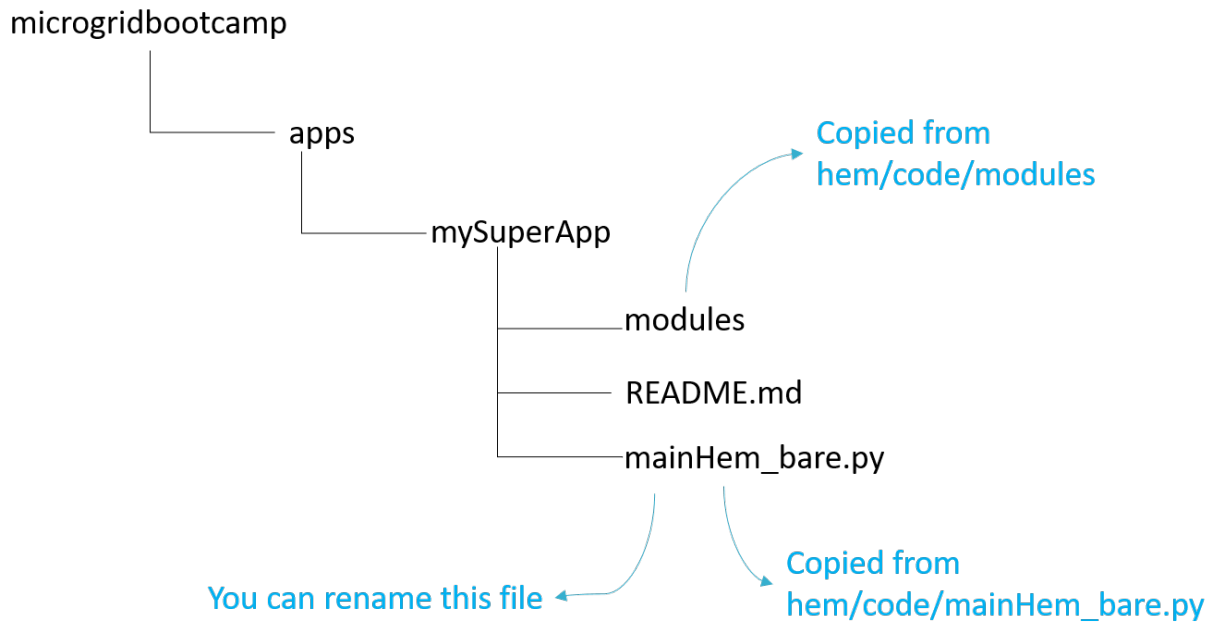 microgridbootcamp
apps
Copied from
hem/code/modules
mySuperApp
modules
README.md
mainHem_bare.py
You can rename this file
Copied from
hem/code/mainHem_bare.py